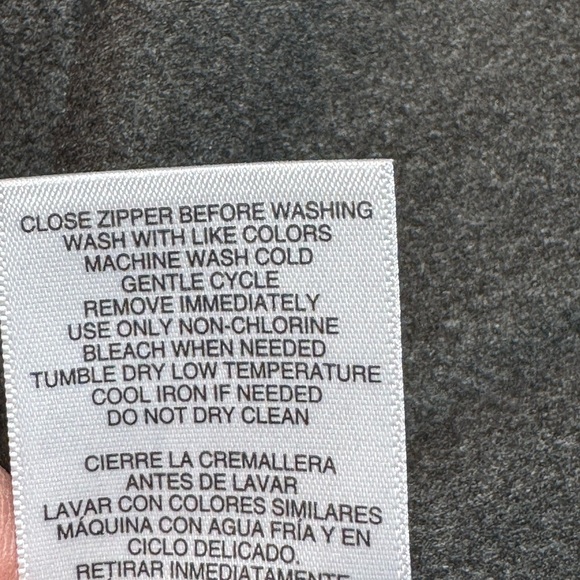 CLOSE ZIPPER BEFORE WASHING
WASH WITH LIKE COLORS
MACHINE WASH COLD
GENTLE CYCLE
REMOVE IMMEDIATELY
USE ONLY NON-CHLORINE
BLEACH WHEN NEEDED
TUMBLE DRY LOW TEMPERATURE
COOL IRON IF NEEDED
DO NOT DRY CLEAN
CIERRE LA CREMALLERA
ANTES DE LAVAR
LAVAR CON COLORES SIMILARES
MÁQUINA CON AGUA FRÍA Y EN
CICLO DELICADO.
RETIRAR INMEDIATAMENTE